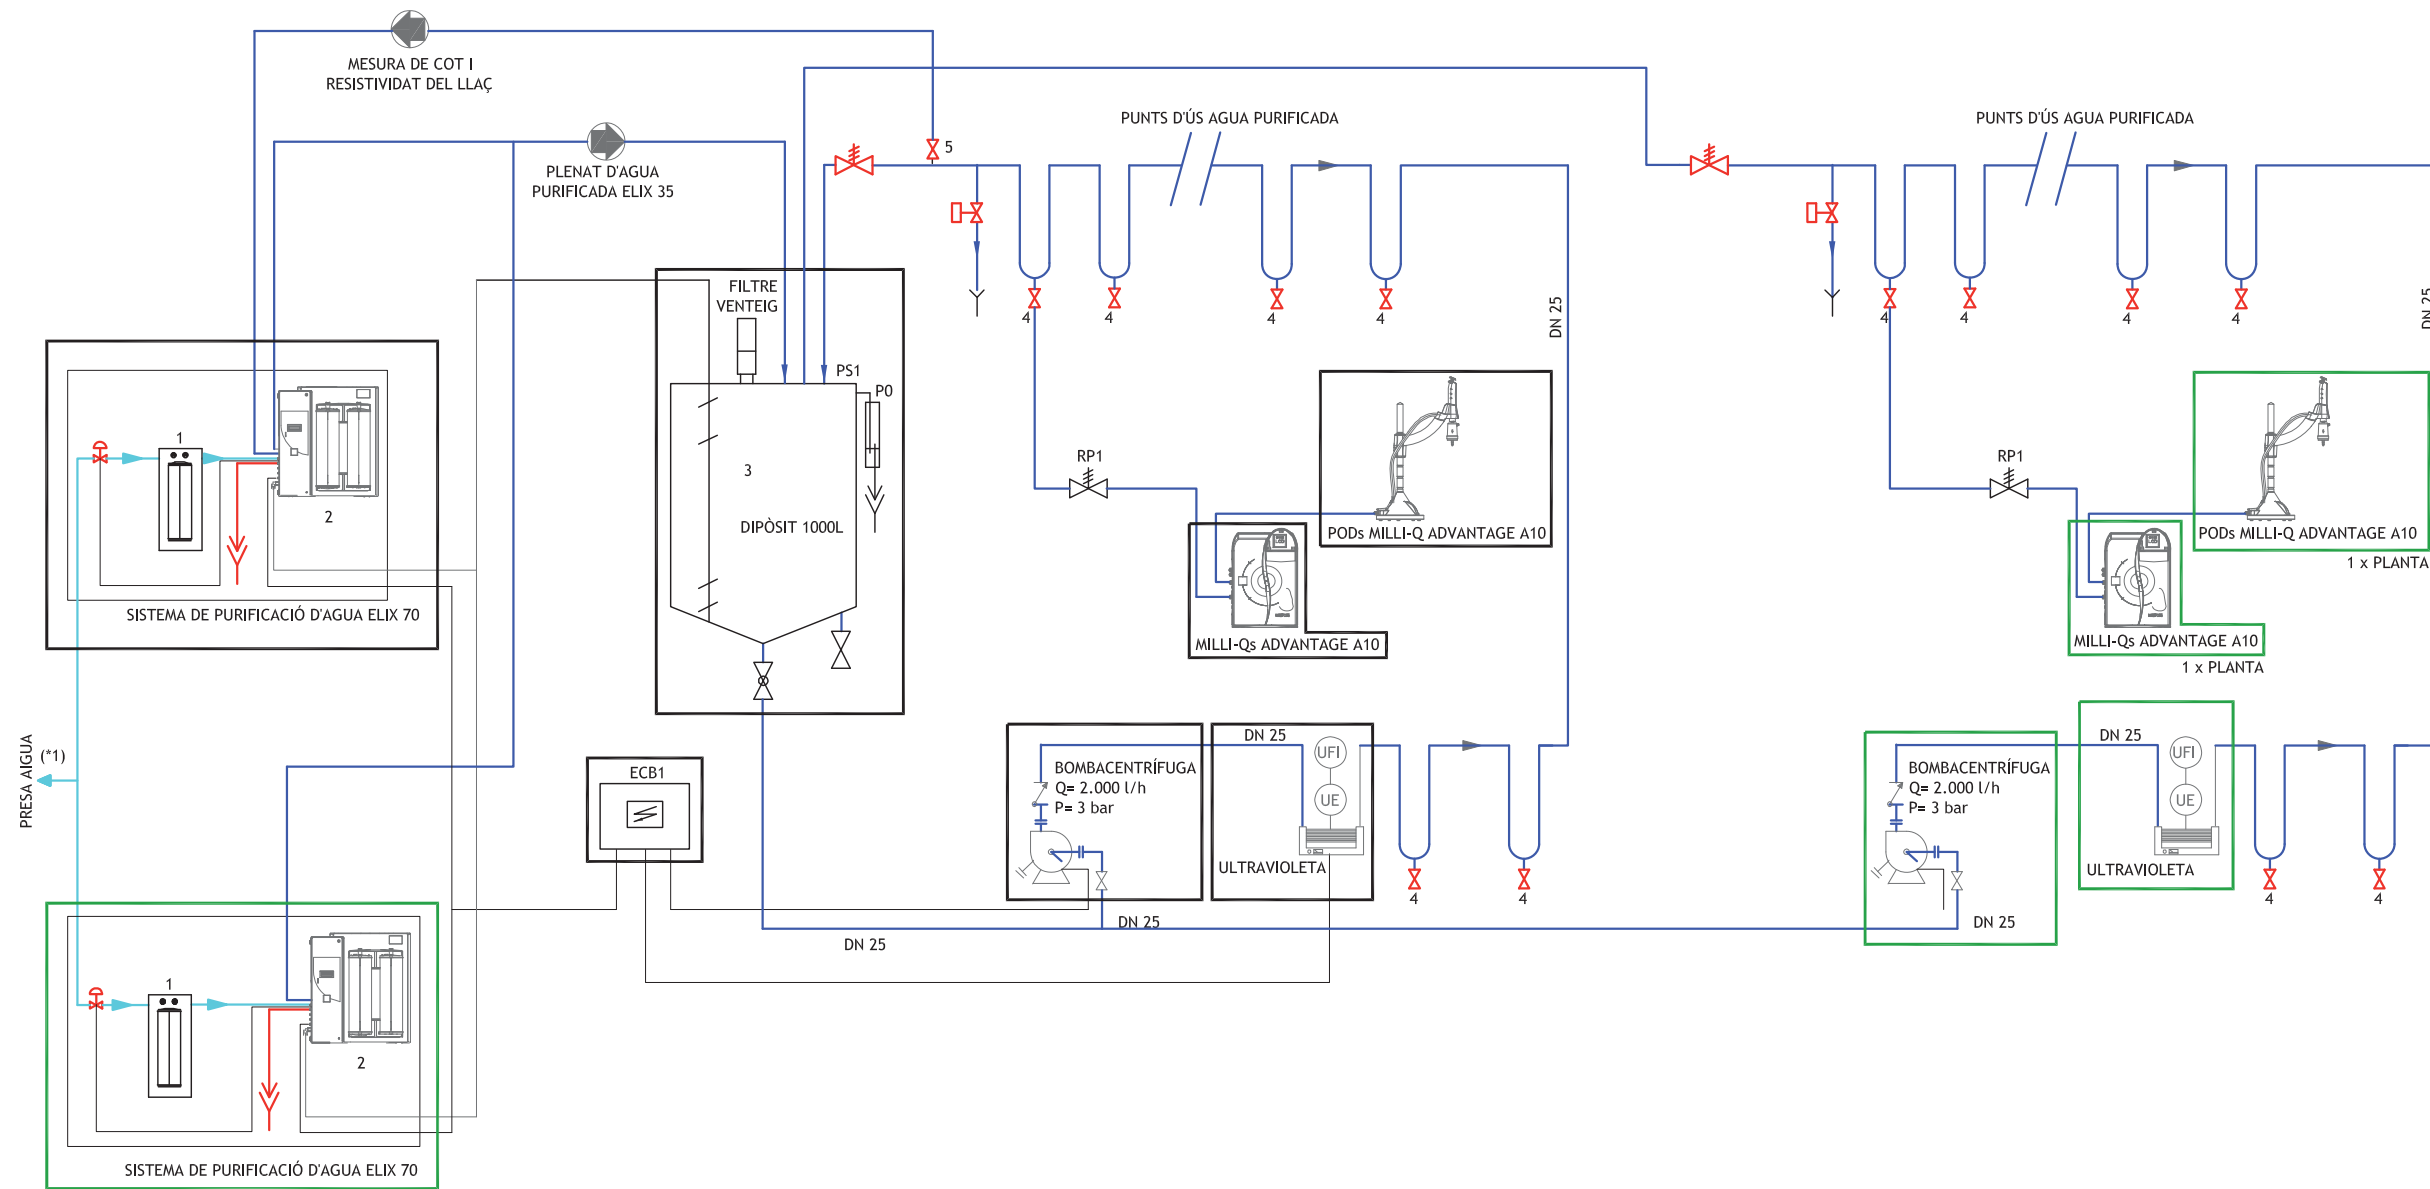 MESURA DE COT I
RESISTIVIDAT DEL LLAÇ
PLENAT D'AGUA
PURIFICADA ELIX 35
5
PUNTS D'ÚS AGUA PURIFICADA
PUNTS D'ÚS AGUA PURIFICADA
4
4
4
4
DN 25
4
4
4
4
DN 25
FILTRE
VENTEIG
PS1
P0
3
DIPÒSIT 1000L
1
2
SISTEMA DE PURIFICACIÓ D'AGUA ELIX 70
RP1
PODs MILLI-Q ADVANTAGE A10
MILLI-Qs ADVANTAGE A10
RP1
PODs MILLI-Q ADVANTAGE A10
1 x PLANTA
MILLI-Qs ADVANTAGE A10
1 x PLANTA
PRESA AIGUA
(*1)
ECB1
BOMBACENTRÍFUGA
Q= 2.000 l/h
P= 3 bar
DN 25
UFI
UE
ULTRAVIOLETA
4
4
DN 25
DN 25
BOMBACENTRÍFUGA
Q= 2.000 l/h
P= 3 bar
DN 25
UFI
UE
ULTRAVIOLETA
4
4
DN 25
1
2
SISTEMA DE PURIFICACIÓ D'AGUA ELIX 70